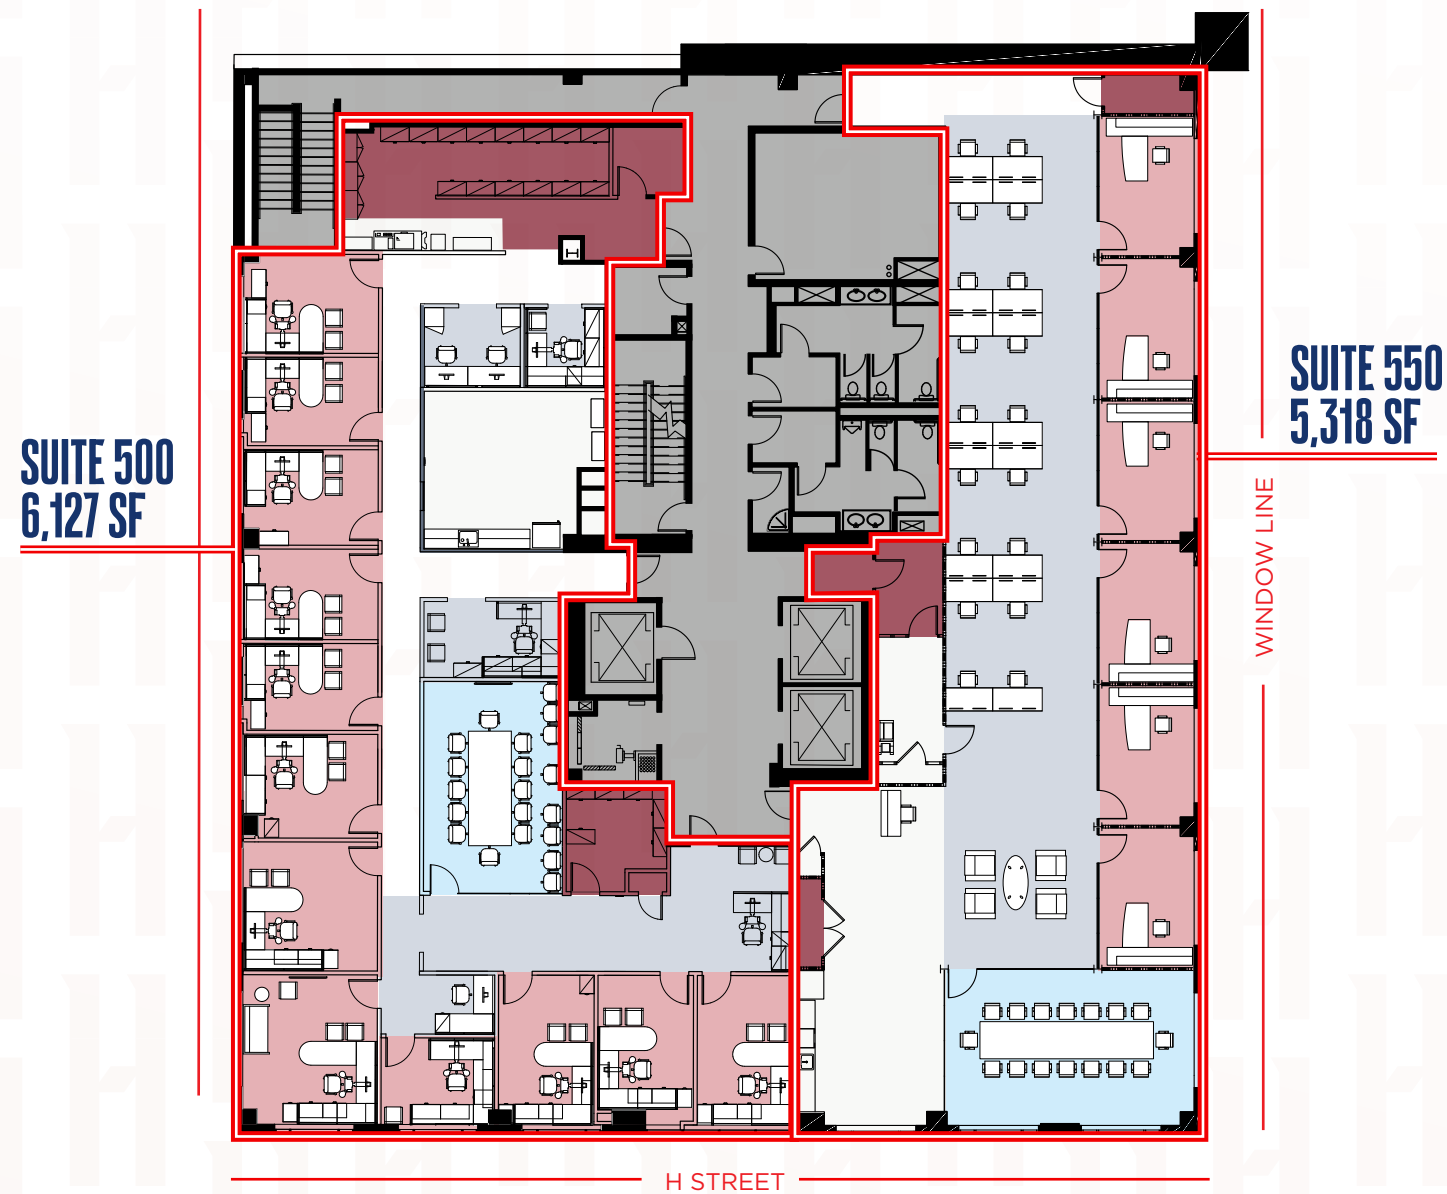 SUITE 500
6,127 SF
SUITE 550
5,318 SF
WINDOW LINE
H STREET